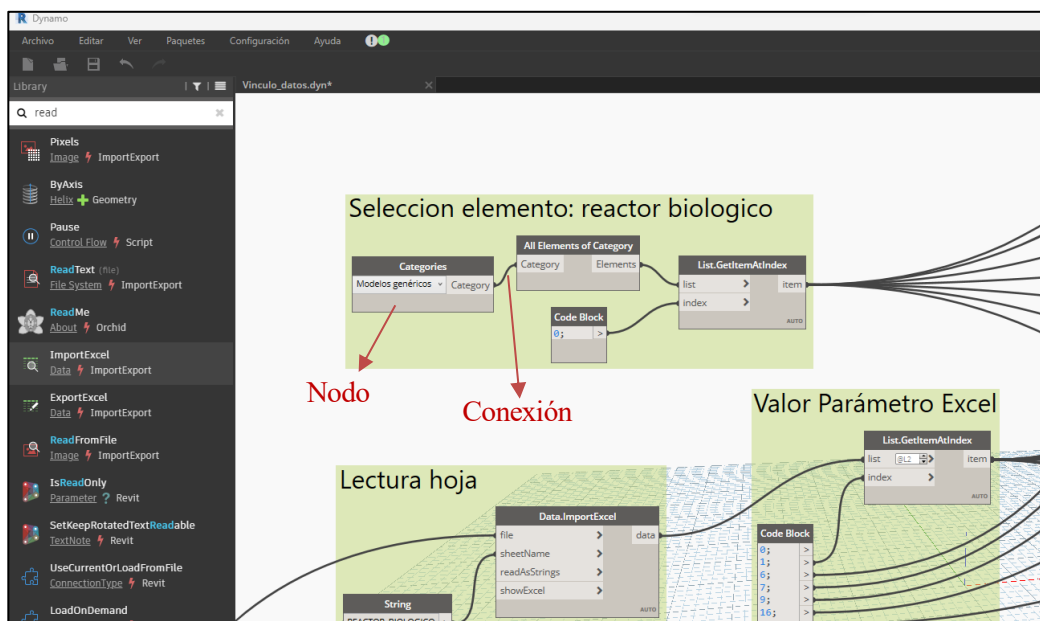 Dynamo
Archivo Editar Ver Paquetes Configuración Ayuda
Library
Vinculo_datos.dyn*
read
Pixels
Image ImportExport
ByAxis
Helix Geometry
Pause
Control Flow Script
ReadText (file)
File System ImportExport
ReadMe
About Orchid
ImportExcel
Data ImportExport
ExportExcel
Data ImportExport
ReadFromFile
Image ImportExport
IsReadOnly
Parameter ? Revit
SetKeepRotatedTextReadable
TextNote Revit
UseCurrentOrLoadFromFile
ConnectionType Revit
LoadOnDemand
Seleccion elemento: reactor biologico
Categories
Modelos genéricos Category
All Elements of Category
Category Elements
List.GetItemAtIndex
list > item
index >
AUTO
Code Block
0; >
Nodo
Conexión
Valor Parámetro Excel
List.GetItemAtIndex
list @L2 > item
index >
AUTO
Code Block
0; >
1; >
6; >
7; >
9; >
16; >
Lectura hoja
Data.ImportExcel
file > data
sheetName >
readAsStrings >
showExcel >
AUTO
String
REACTOR_BIOLOGICO